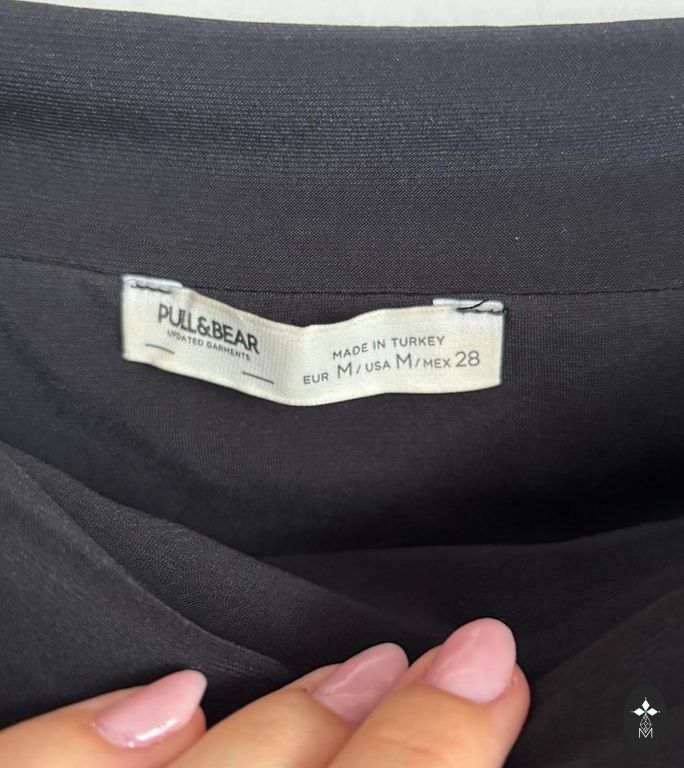 PULL&BEAR
UPDATED GARMENTS
MADE IN TURKEY
EUR M / USA M / MEX 28
M